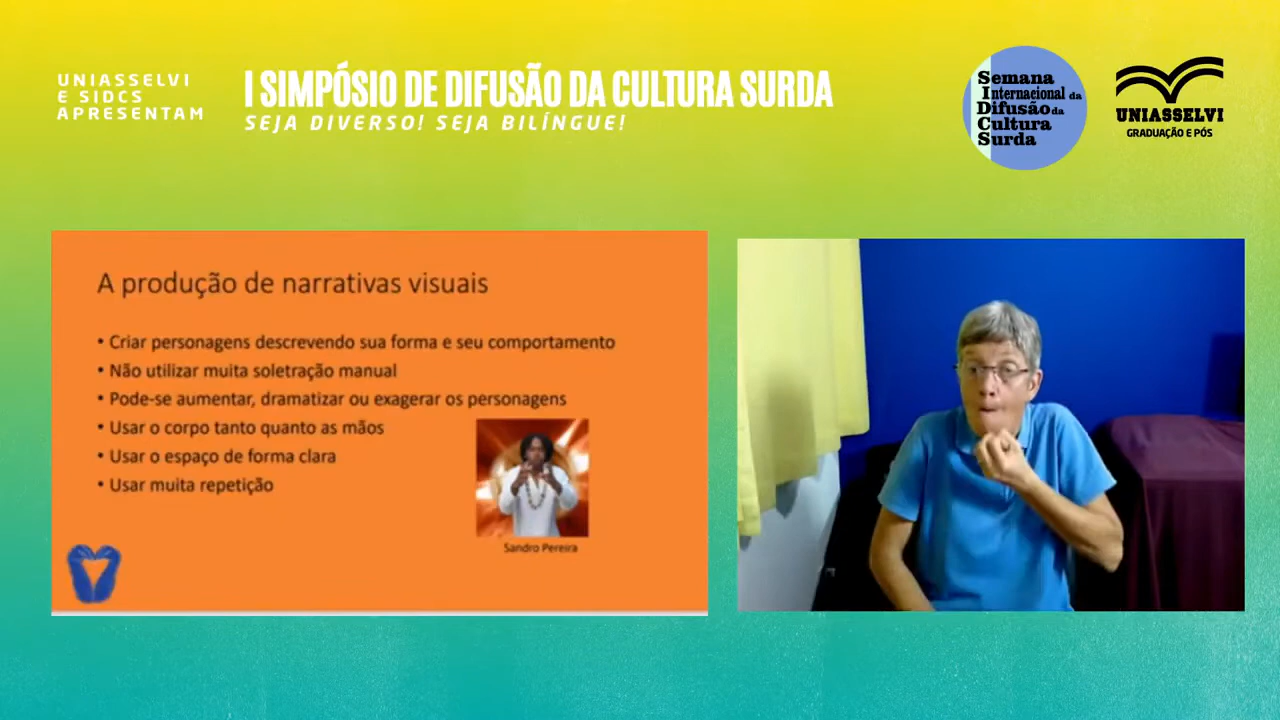 UNIASSELVI
E SIDCS
APRESENTAM
I SIMPÓSIO DE DIFUSÃO DA CULTURA SURDA
SEJA DIVERSO! SEJA BILÍNGUE!
Semana
Internacional da
Difusão da
Cultura
Surda
UNIASSELVI
GRADUAÇÃO E PÓS
A produção de narrativas visuais
• Criar personagens descrevendo sua forma e seu comportamento
• Não utilizar muita soletração manual
• Pode-se aumentar, dramatizar ou exagerar os personagens
• Usar o corpo tanto quanto as mãos
• Usar o espaço de forma clara
• Usar muita repetição
Sandro Pereira